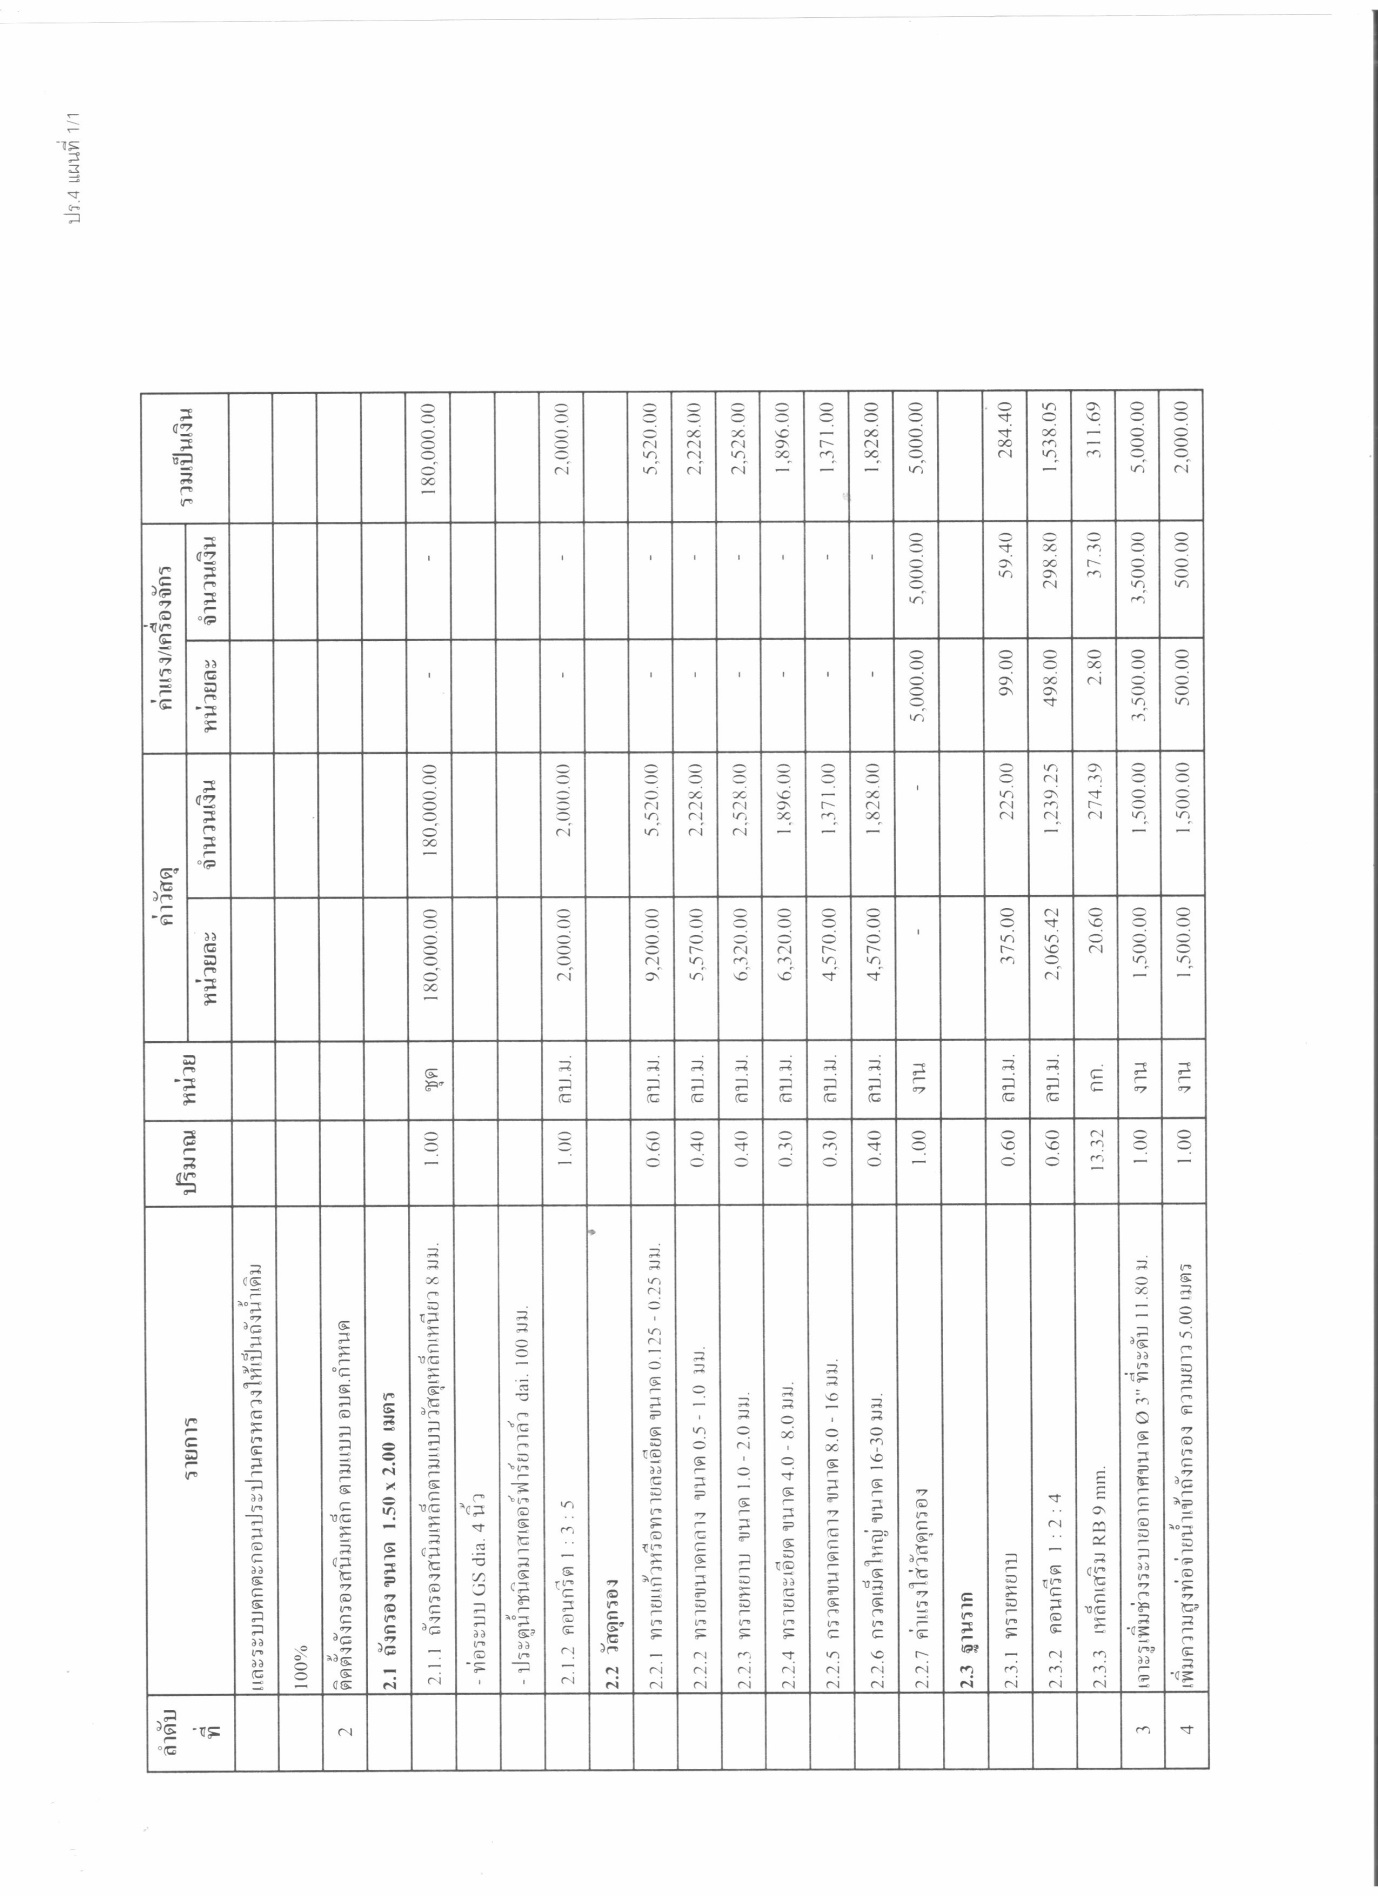 ปร.4 แผนที่ 1/1
ลำดับที่ รายการ ปริมาณ หน่วย ค่าวัสดุ ค่าแรง/เครื่องจักร รวมเป็นเงิน
หน่วยละ จำนวนเงิน หน่วยละ จำนวนเงิน
และระบบตกตะกอนประปานครหลวงให้เป็นถังน้ำเดิม
100%
2 ติดตั้งถังกรองสนิมเหล็ก ตามแบบ อบต.กำหนด
2.1 ถังกรอง ขนาด 1.50 x 2.00 เมตร
2.1.1 ถังกรองสนิมเหล็กตามแบบวัสดุเหล็กเหนียว 8 มม. 1.00 ชุด 180,000.00 180,000.00 - - 180,000.00
- ท่อระบบ GS dia. 4 นิ้ว
- ประตูน้ำชนิดมาสเตอร์ฟาร์ยวาล์ว dai. 100 มม.
2.1.2 คอนกรีต 1 : 3 : 5 1.00 ลบ.ม. 2,000.00 2,000.00 - - 2,000.00
2.2 วัสดุกรอง
2.2.1 ทรายแก้วหรือทรายละเอียด ขนาด 0.125 - 0.25 มม. 0.60 ลบ.ม. 9,200.00 5,520.00 - - 5,520.00
2.2.2 ทรายขนาดกลาง ขนาด 0.5 - 1.0 มม. 0.40 ลบ.ม. 5,570.00 2,228.00 - - 2,228.00
2.2.3 ทรายหยาบ ขนาด 1.0 - 2.0 มม. 0.40 ลบ.ม. 6,320.00 2,528.00 - - 2,528.00
2.2.4 ทรายละเอียด ขนาด 4.0 - 8.0 มม. 0.30 ลบ.ม. 6,320.00 1,896.00 - - 1,896.00
2.2.5 กรวดขนาดกลาง ขนาด 8.0 - 16 มม. 0.30 ลบ.ม. 4,570.00 1,371.00 - - 1,371.00
2.2.6 กรวดเม็ดใหญ่ ขนาด 16-30 มม. 0.40 ลบ.ม. 4,570.00 1,828.00 - - 1,828.00
2.2.7 ค่าแรงใส่วัสดุกรอง 1.00 งาน - - 5,000.00 5,000.00 5,000.00
2.3 ฐานราก
2.3.1 ทรายหยาบ 0.60 ลบ.ม. 375.00 225.00 99.00 59.40 284.40
2.3.2 คอนกรีต 1 : 2 : 4 0.60 ลบ.ม. 2,065.42 1,239.25 498.00 298.80 1,538.05
2.3.3 เหล็กเสริม RB 9 mm. 13.32 กก. 20.60 274.39 2.80 37.30 311.69
3 เจาะรูเพิ่มช่วงระบายอากาศขนาด Ø 3" ที่ระดับ 11.80 ม. 1.00 งาน 1,500.00 1,500.00 3,500.00 3,500.00 5,000.00
4 เพิ่มความสูงท่อจ่ายน้ำเข้าถังกรอง ความยาว 5.00 เมตร 1.00 งาน 1,500.00 1,500.00 500.00 500.00 2,000.00